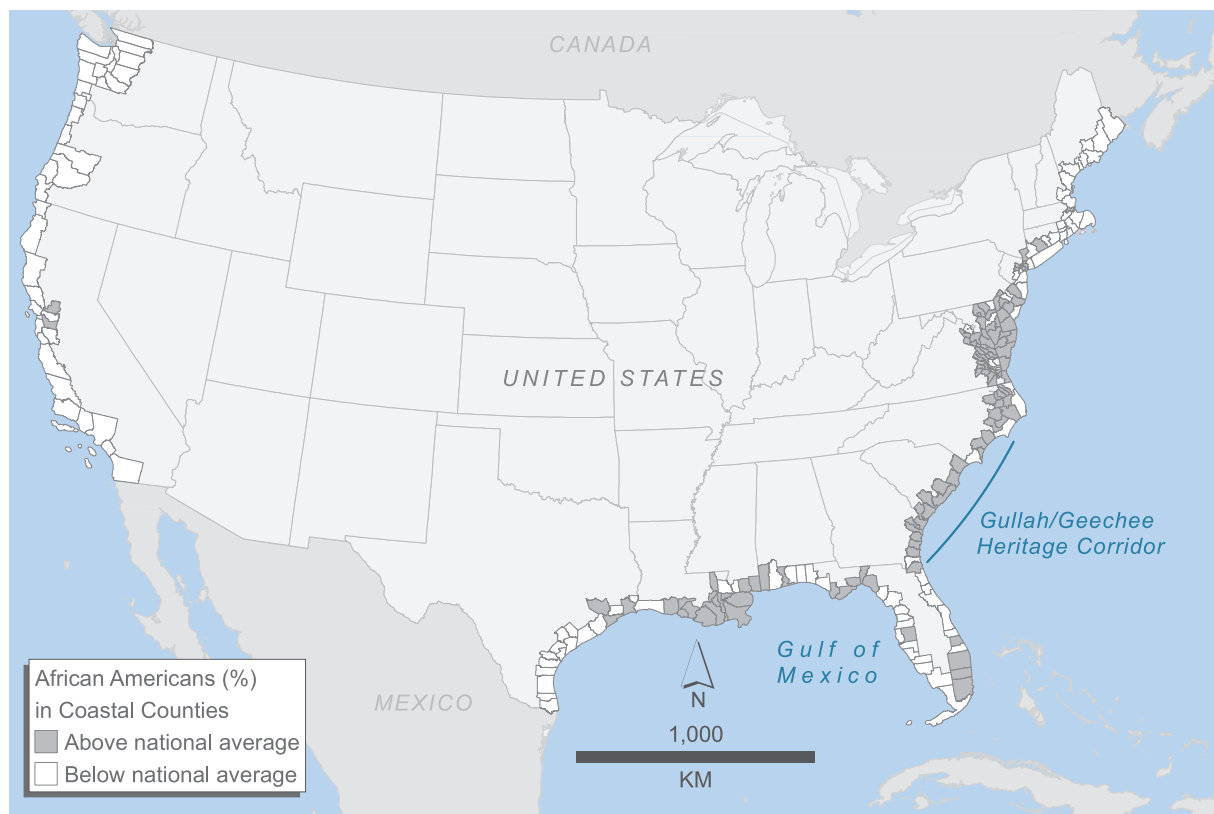 CANADA
UNITED STATES
Gullah/Geechee
Heritage Corridor
Gulf of
Mexico
MEXICO
N
1,000
KM
African Americans (%)
in Coastal Counties
Above national average
Below national average